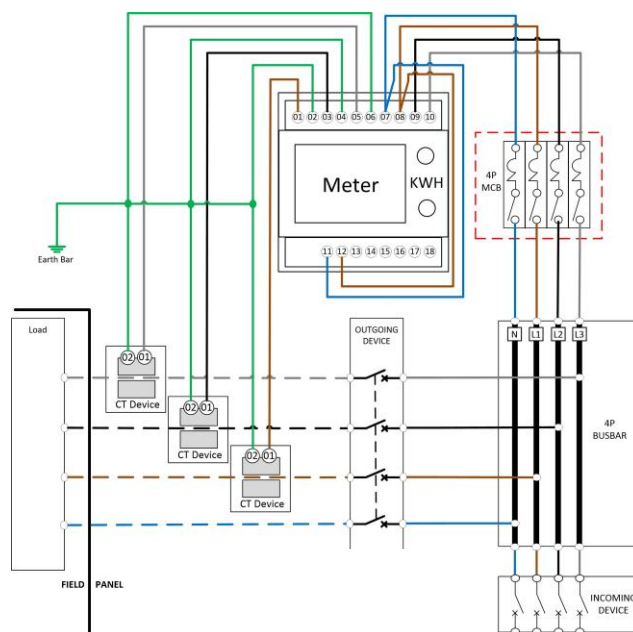 01 02 03 04 05 06 07 08 09 10
Meter
KWH
11 12 13 14 15 16 17 18
4P
MCB
Earth Bar
Load
OUTGOING
DEVICE
N L1 L2 L3
02 01
CT Device
02 01
CT Device
02 01
CT Device
4P
BUSBAR
FIELD PANEL
INCOMING
DEVICE